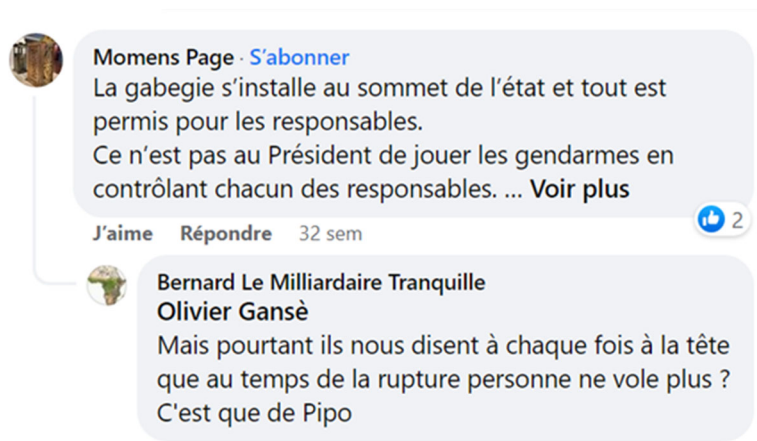 Momens Page · S’abonner
La gabegie s’installe au sommet de l’état et tout est
permis pour les responsables.
Ce n’est pas au Président de jouer les gendarmes en
contrôlant chacun des responsables. ... Voir plus
2
J’aime Répondre 32 sem
Bernard Le Milliardaire Tranquille
Olivier Gansè
Mais pourtant ils nous disent à chaque fois à la tête
que au temps de la rupture personne ne vole plus ?
C'est que de Pipo